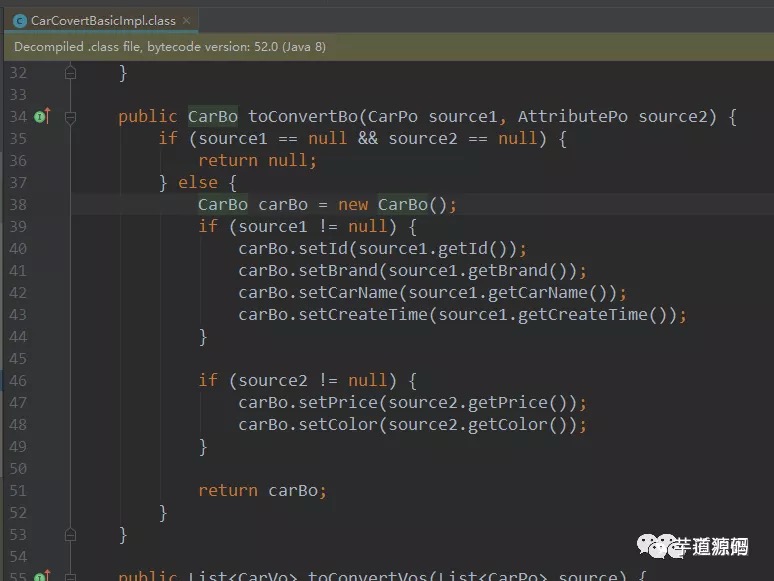 CarCovertBasicImpl.class ×
Decompiled .class file, bytecode version: 52.0 (Java 8)
32 }
33
34 public CarBo toConvertBo(CarPo source1, AttributePo source2) {
35 if (source1 == null && source2 == null) {
36 return null;
37 } else {
38 CarBo carBo = new CarBo();
39 if (source1 != null) {
40 carBo.setId(source1.getId());
41 carBo.setBrand(source1.getBrand());
42 carBo.setCarName(source1.getCarName());
43 carBo.setCreateTime(source1.getCreateTime());
44 }
45
46 if (source2 != null) {
47 carBo.setPrice(source2.getPrice());
48 carBo.setColor(source2.getColor());
49 }
50
51 return carBo;
52 }
53 }
54
55 public List<CarVo> toConvertVos(List<CarPo> source) {
芋道源码